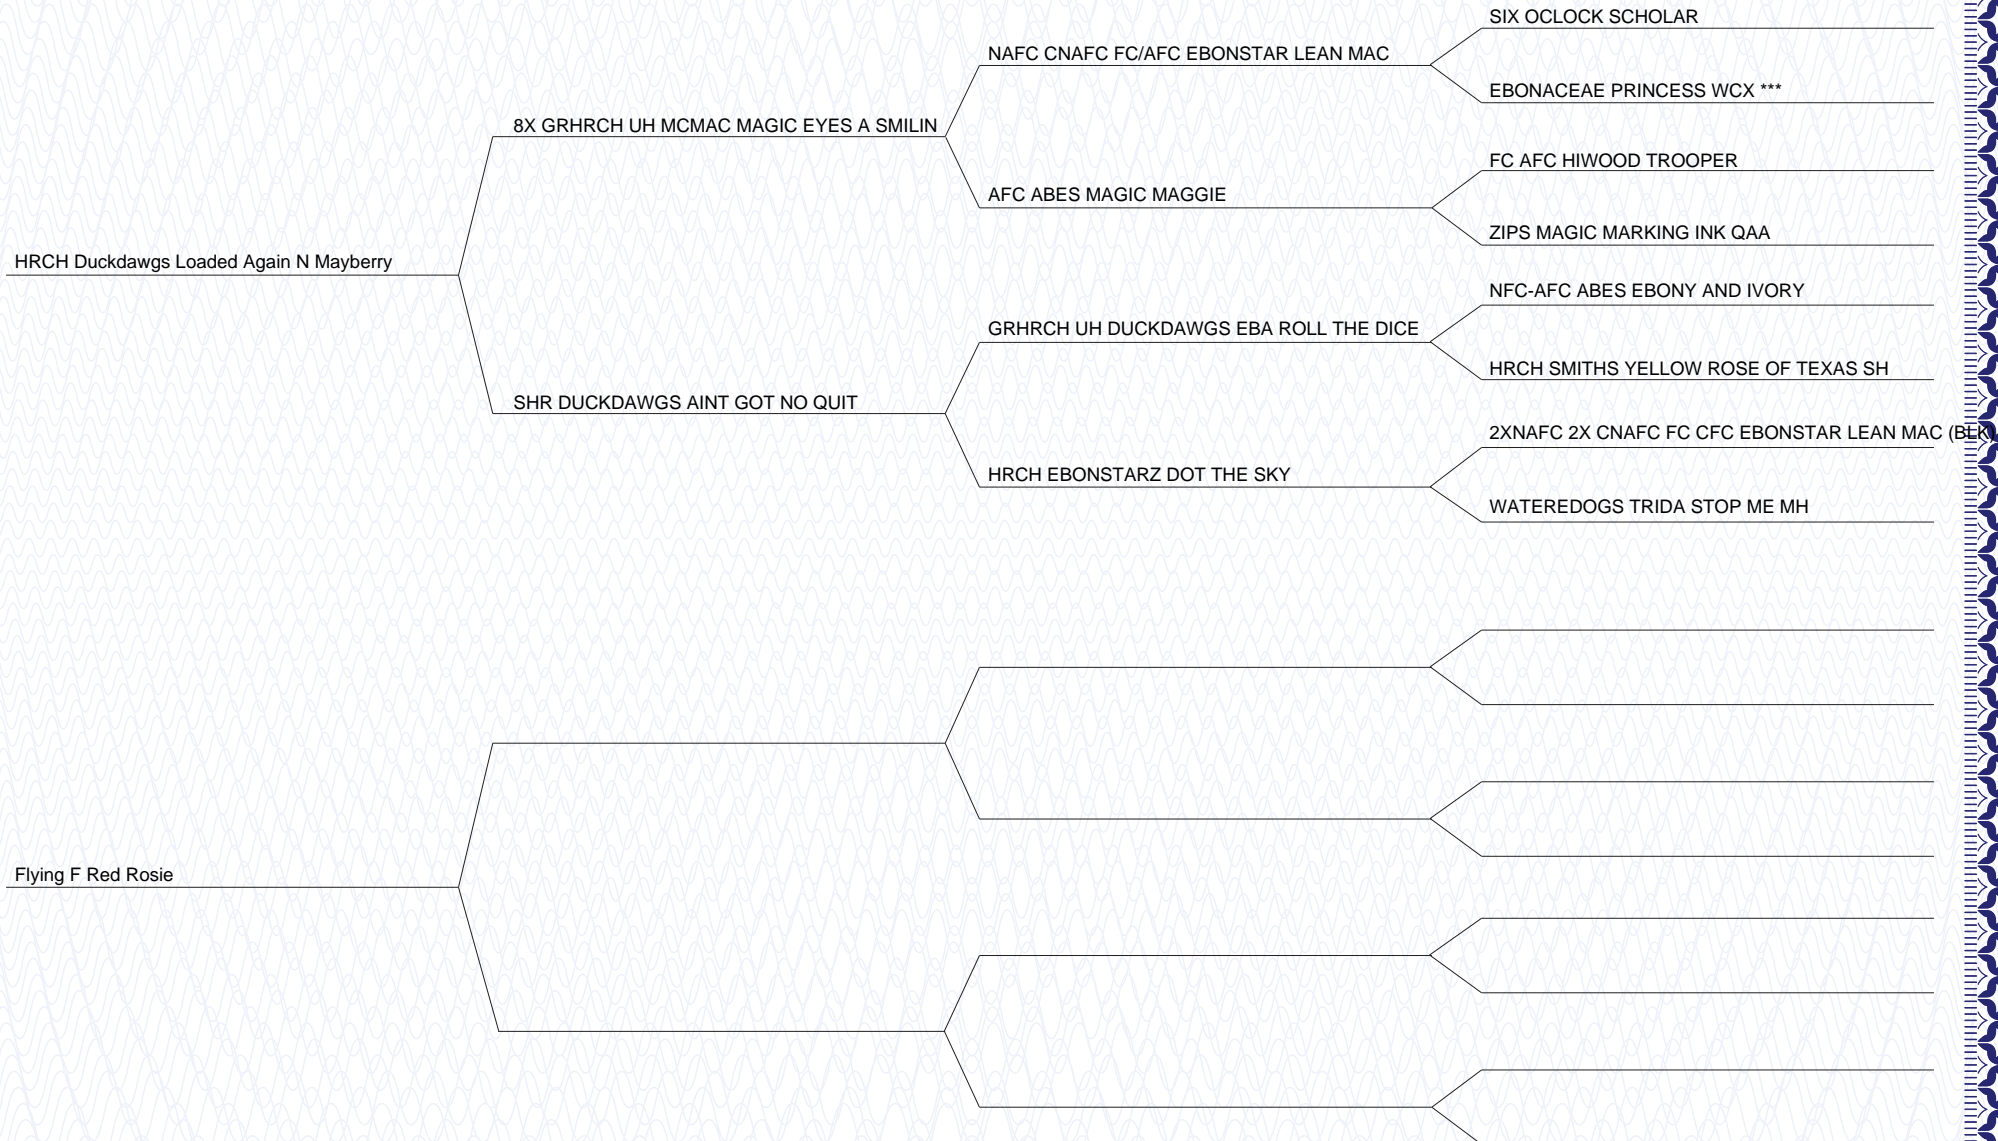 SIX OCLOCK SCHOLAR
NAFC CNAFC FC/AFC EBONSTAR LEAN MAC
EBONACEAE PRINCESS WCX ***
8X GRHRCH UH MCMAC MAGIC EYES A SMILIN
FC AFC HIWOOD TROOPER
AFC ABES MAGIC MAGGIE
ZIPS MAGIC MARKING INK QAA
HRCH Duckdawgs Loaded Again N Mayberry
NFC-AFC ABES EBONY AND IVORY
GRHRCH UH DUCKDAWGS EBA ROLL THE DICE
HRCH SMITHS YELLOW ROSE OF TEXAS SH
SHR DUCKDAWGS AINT GOT NO QUIT
2XNAFC 2X CNAFC FC CFC EBONSTAR LEAN MAC (BLK)
HRCH EBONSTARZ DOT THE SKY
WATEREDOGS TRIDA STOP ME MH
Flying F Red Rosie